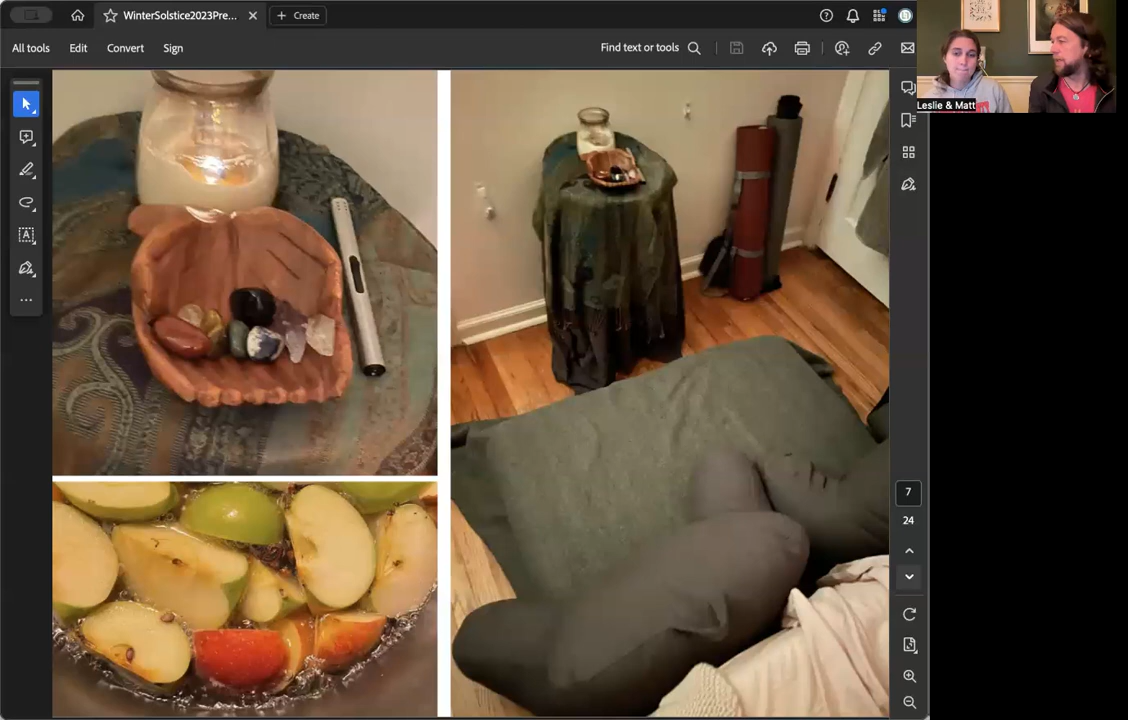 WinterSolstice2023Pre...
Create
All tools
Edit
Convert
Sign
Find text or tools
Leslie & Matt
7
24